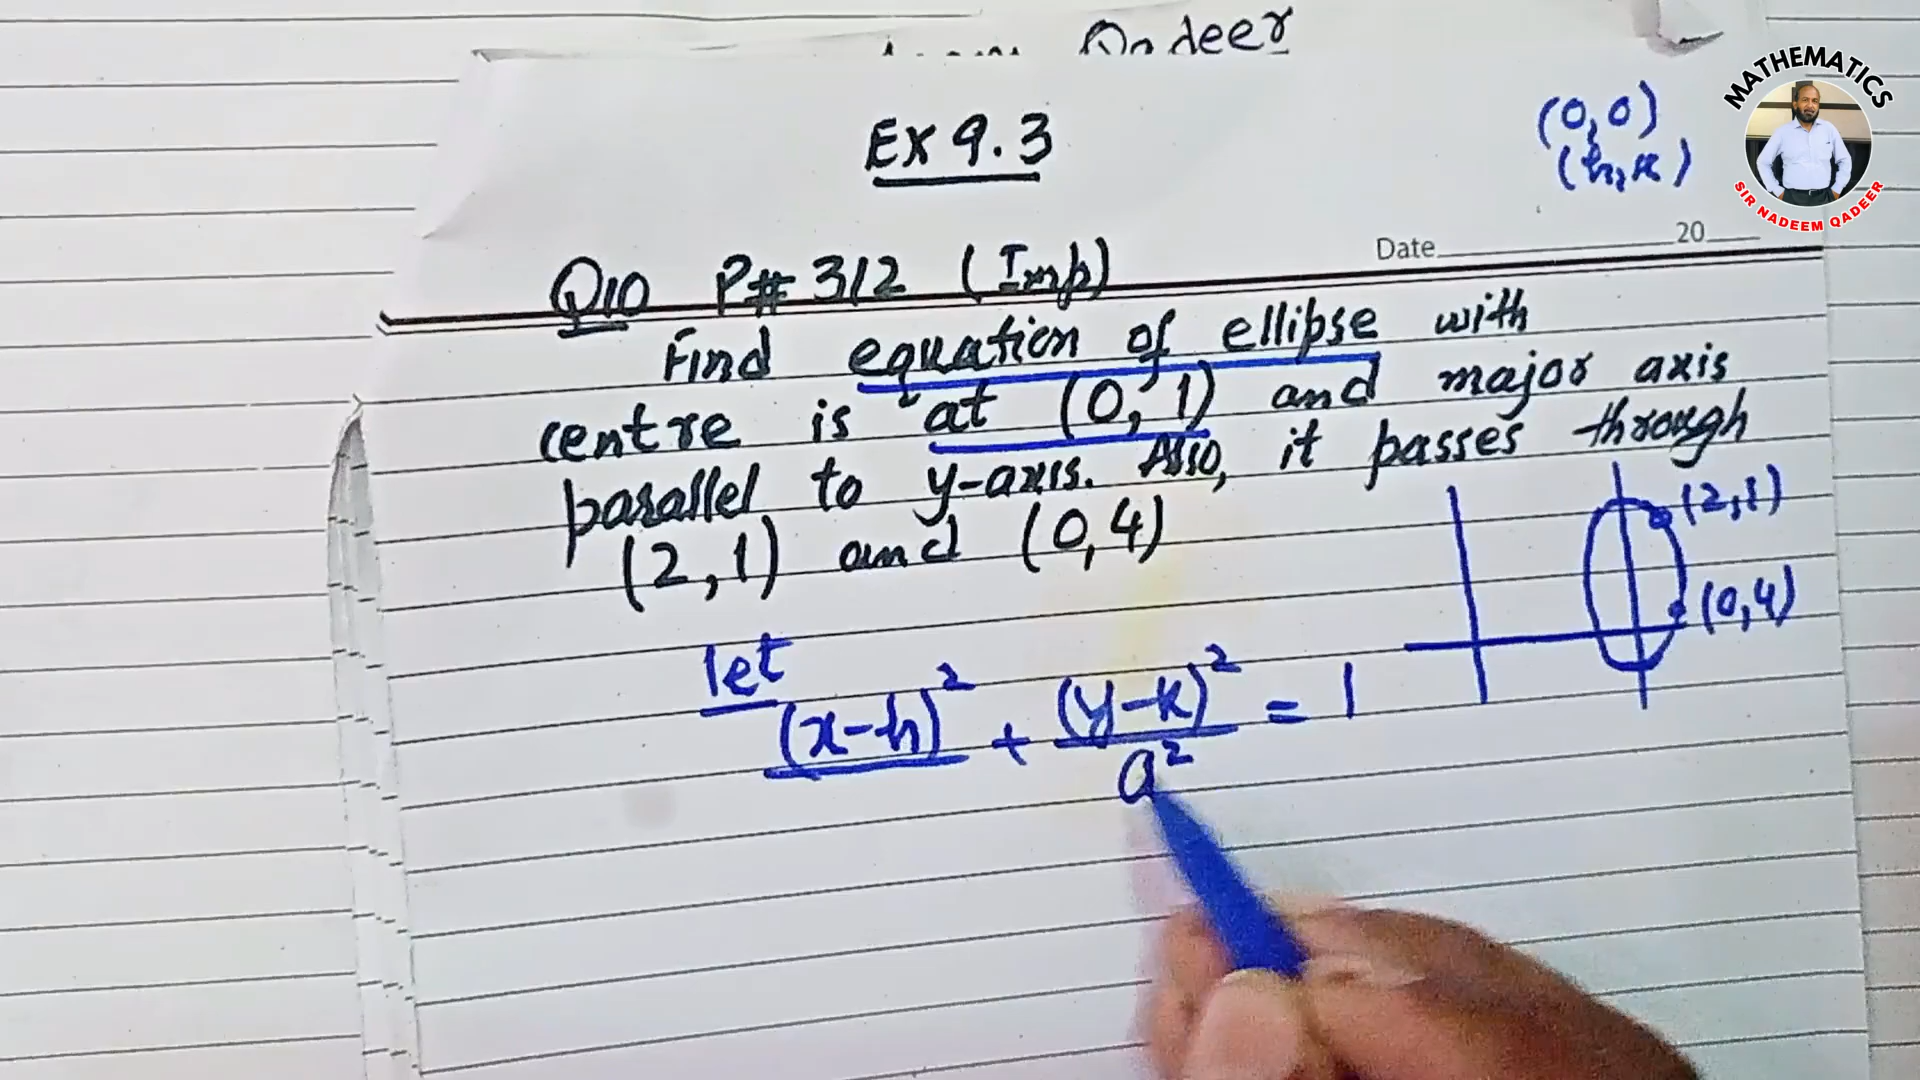 Qadeer
Ex 9.3
(0,0)
(h,k)
MATHEMATICS
SIR NADEEM QADEER
Date 20
Q10 P# 312 (Imp)
Find equation of ellipse with
centre is at (0,1) and major axis
parallel to y-axis. Also, it passes through
(2,1) and (0,4)
(2,1)
(0,4)
let
(x-h)² + (y-k)² = 1
a²